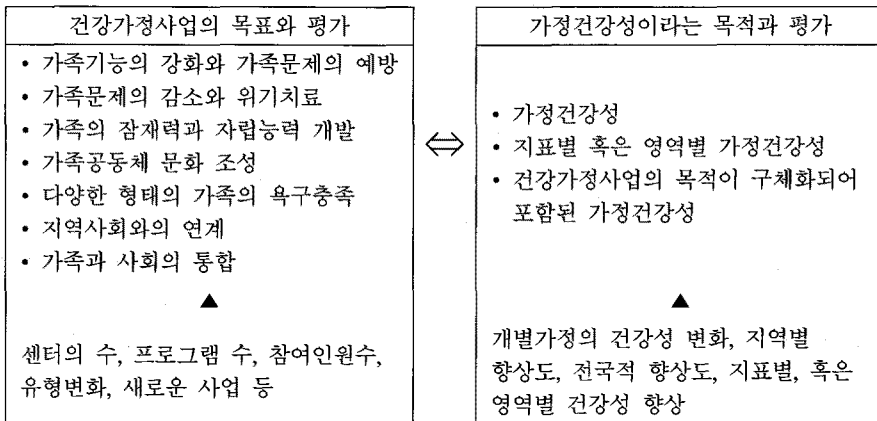 건강가정사업의 목표와 평가
• 가족기능의 강화와 가족문제의 예방
• 가족문제의 감소와 위기치료
• 가족의 잠재력과 자립능력 개발
• 가족공동체 문화 조성
• 다양한 형태의 가족의 욕구충족
• 지역사회와의 연계
• 가족과 사회의 통합
▲
센터의 수, 프로그램 수, 참여인원수,
유형변화, 새로운 사업 등
⇔
가정건강성이라는 목적과 평가
• 가정건강성
• 지표별 혹은 영역별 가정건강성
• 건강가정사업의 목적이 구체화되어
포함된 가정건강성
▲
개별가정의 건강성 변화, 지역별
향상도, 전국적 향상도, 지표별, 혹은
영역별 건강성 향상